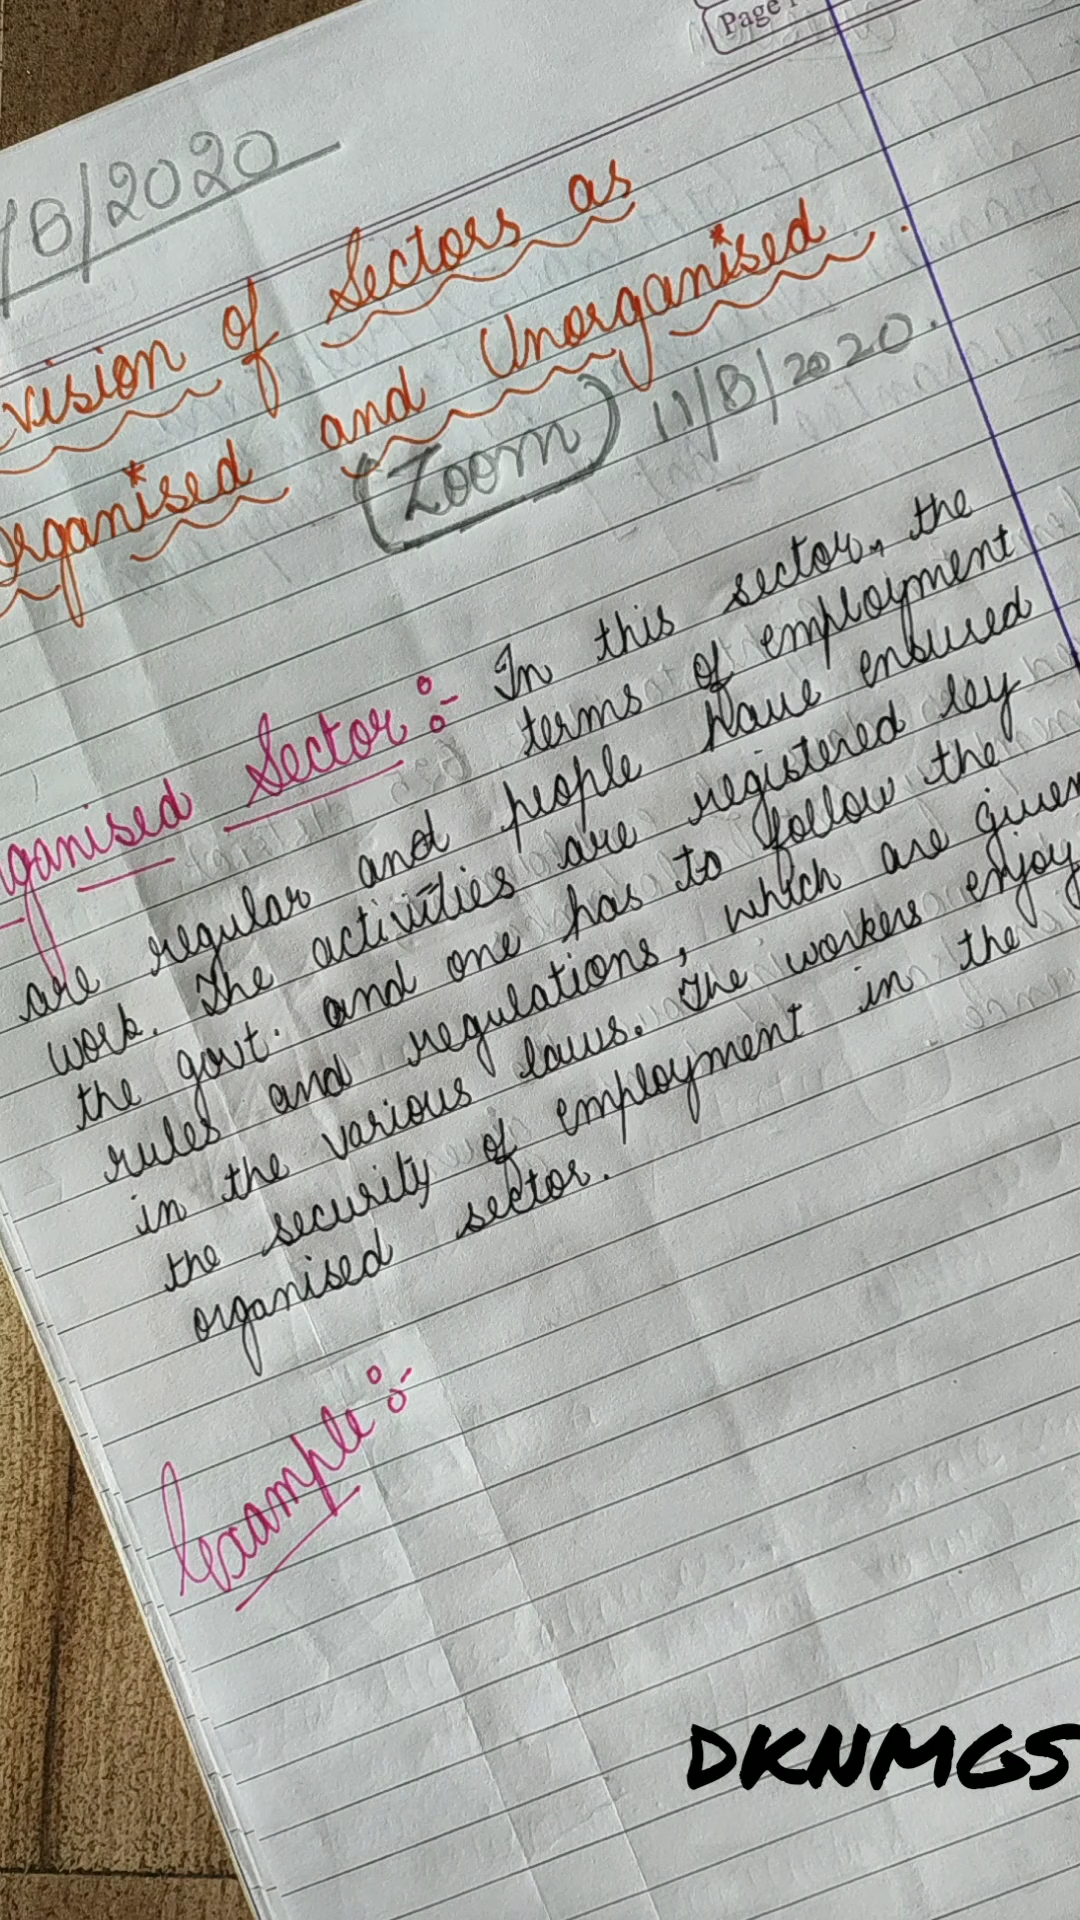 Page
/8/2020
vision of Sectors as
organised and Unorganised.
(Zoom) 11/8/2020.
ganised Sector :- In this sector, the
terms of employment
are regular and people have ensured
work. The activities are registered by
the govt. and one has to follow the
rules and regulations, which are given
in the various laws. The workers enjoy
the security of employment in the
organised sector.
Example :-
DKNMGS